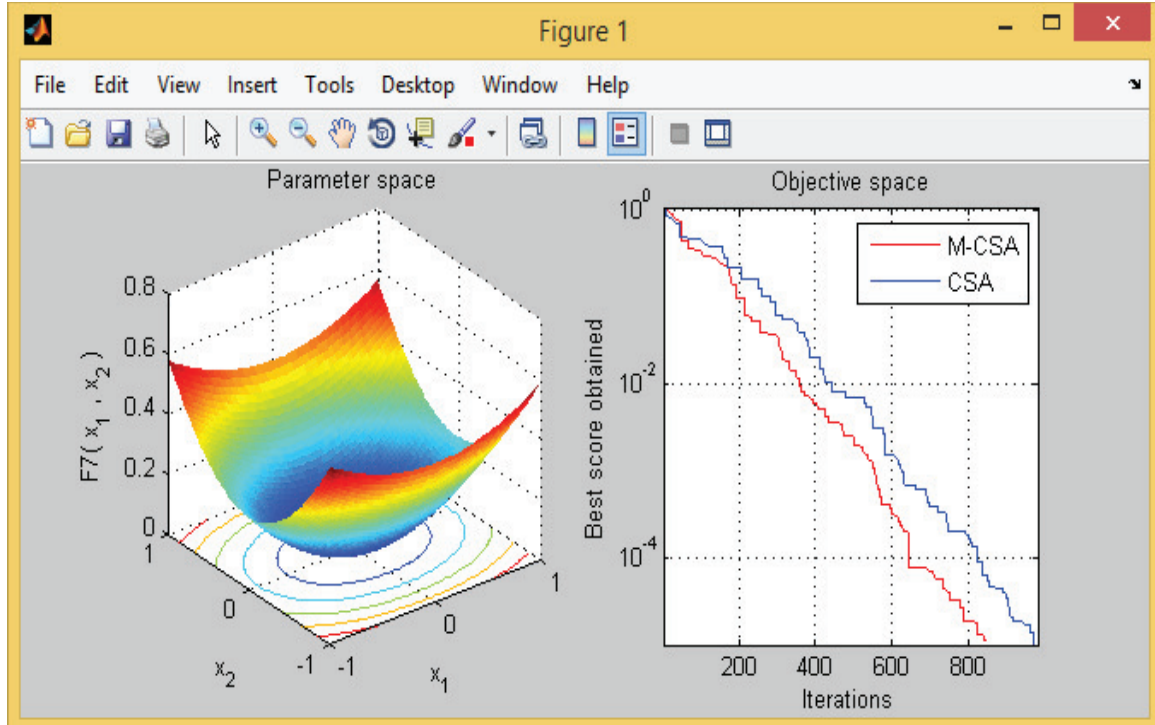 Figure 1
File Edit View Insert Tools Desktop Window Help
Parameter space
F7( x₁ , x₂ )
0.8
0.6
0.4
0.2
0
1
0
-1
x₂
-1
0
1
x₁
Objective space
Best score obtained
10⁰
10⁻²
10⁻⁴
M-CSA
CSA
200 400 600 800
Iterations